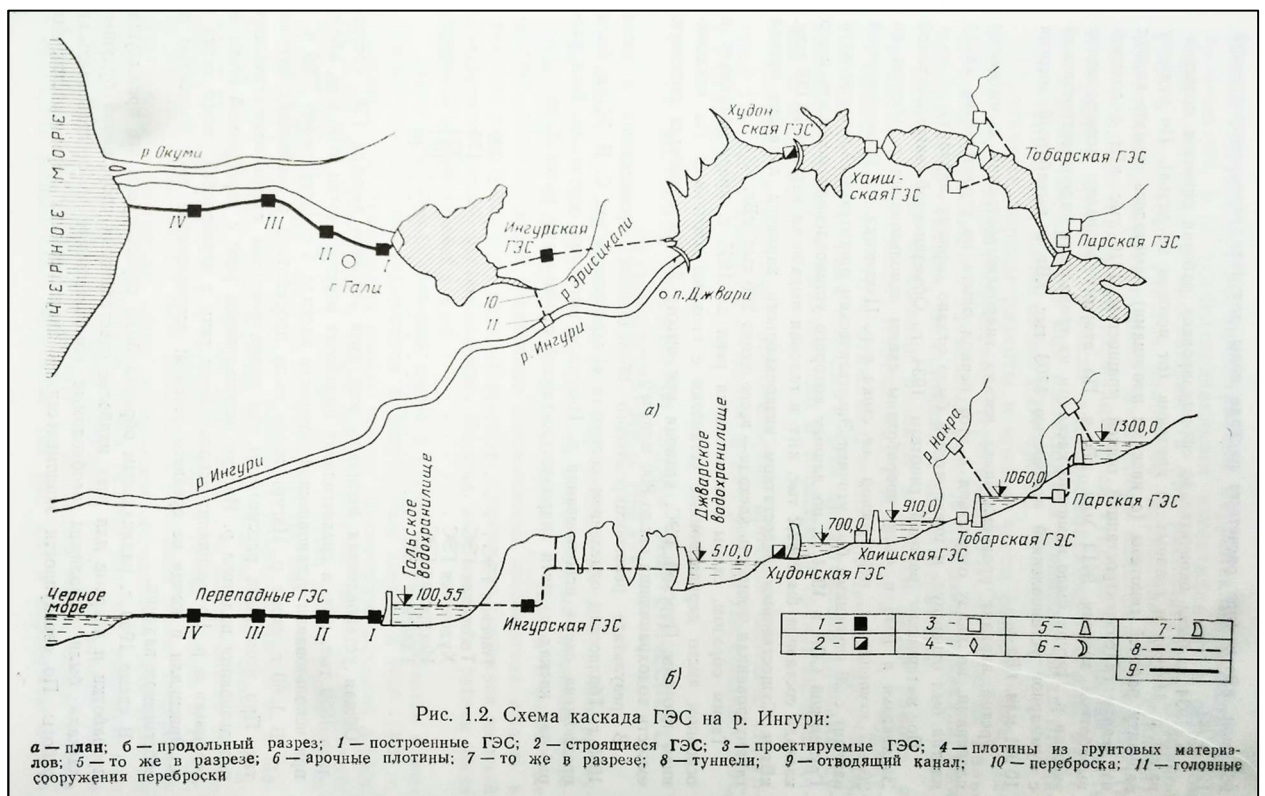 ЧЕРНОЕ МОРЕ
р Окуми
IV
III
II
I
г Гали
Ингурская
ГЭС
р Эрисикали
10
11
р. Ингури
п. Джвари
Худон
ская ГЭС
Хаиш-
ская ГЭС
Тобарская ГЭС
Парская ГЭС
а)
р Ингури
Черное
море
Перепадные ГЭС
IV
III
II
I
Гальское
водохранилище
100,55
Ингурская ГЭС
Джварское
водохранилище
510,0
Худонская ГЭС
700,0
Хаишская ГЭС
910,0
р Накра
Тобарская ГЭС
1060,0
Парская ГЭС
1300,0
1 -
3 -
5 -
7 -
2 -
4 -
6 -
8 -
9 -
б)
Рис. 1.2. Схема каскада ГЭС на р. Ингури:
а — план; б — продольный разрез; 1 — построенные ГЭС; 2 — строящиеся ГЭС; 3 — проектируемые ГЭС; 4 — плотины из грунтовых материа-
лов; 5 — то же в разрезе; 6 — арочные плотины; 7 — то же в разрезе; 8 — туннели; 9 — отводящий канал; 10 — переброска; 11 — головные
сооружения переброски